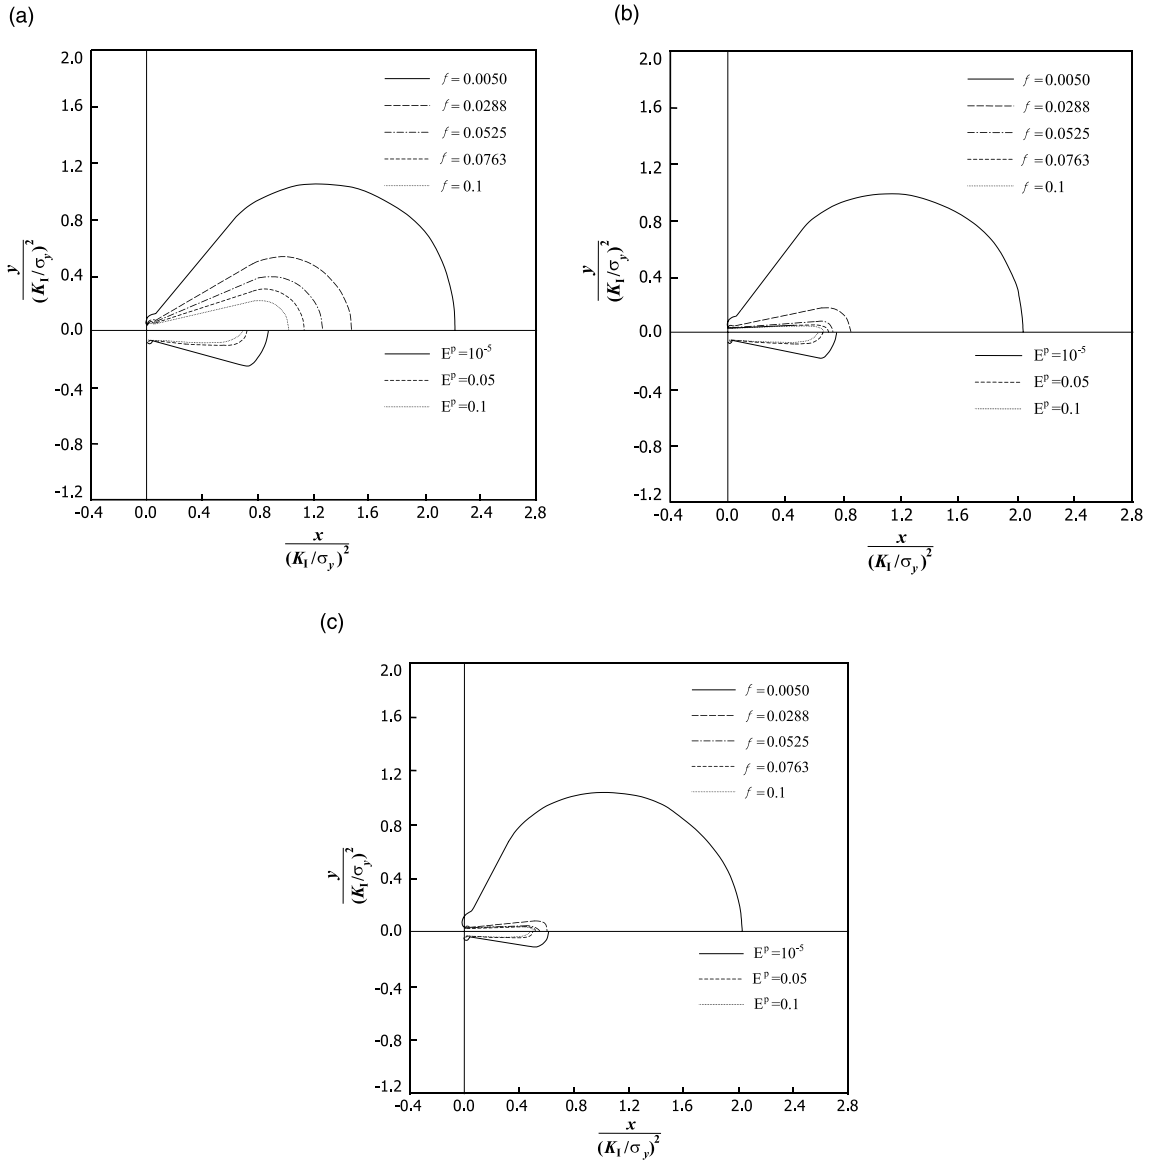 (a)
2.0
1.6
1.2
0.8
0.4
0.0
-0.4
-0.8
-1.2
-0.4 0.0 0.4 0.8 1.2 1.6 2.0 2.4 2.8
y
(K_I/σ_y)^2
x
(K_I/σ_y)^2
f=0.0050
f=0.0288
f=0.0525
f=0.0763
f=0.1
E^p=10^-5
E^p=0.05
E^p=0.1
(b)
2.0
1.6
1.2
0.8
0.4
0.0
-0.4
-0.8
-1.2
-0.4 0.0 0.4 0.8 1.2 1.6 2.0 2.4 2.8
y
(K_I/σ_y)^2
x
(K_I/σ_y)^2
f=0.0050
f=0.0288
f=0.0525
f=0.0763
f=0.1
E^p=10^-5
E^p=0.05
E^p=0.1
(c)
2.0
1.6
1.2
0.8
0.4
0.0
-0.4
-0.8
-1.2
-0.4 0.0 0.4 0.8 1.2 1.6 2.0 2.4 2.8
y
(K_I/σ_y)^2
x
(K_I/σ_y)^2
f=0.0050
f=0.0288
f=0.0525
f=0.0763
f=0.1
E^p=10^-5
E^p=0.05
E^p=0.1